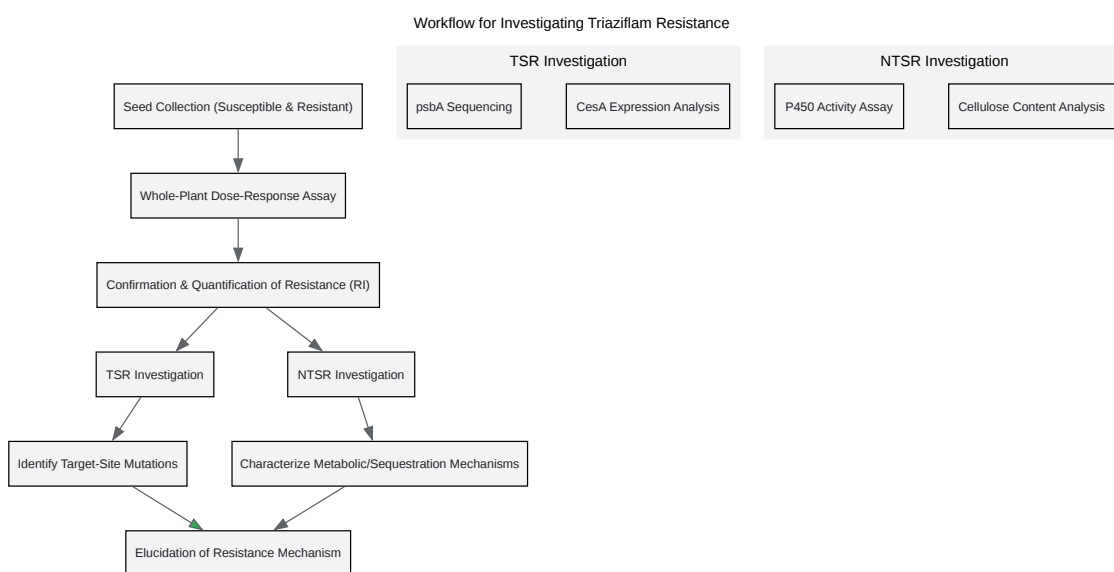 Workflow for Investigating Triaziflam Resistance
TSR Investigation
NTSR Investigation
Seed Collection (Susceptible & Resistant)
psbA Sequencing
CesA Expression Analysis
P450 Activity Assay
Cellulose Content Analysis
Whole-Plant Dose-Response Assay
Confirmation & Quantification of Resistance (RI)
TSR Investigation
NTSR Investigation
Identify Target-Site Mutations
Characterize Metabolic/Sequestration Mechanisms
Elucidation of Resistance Mechanism